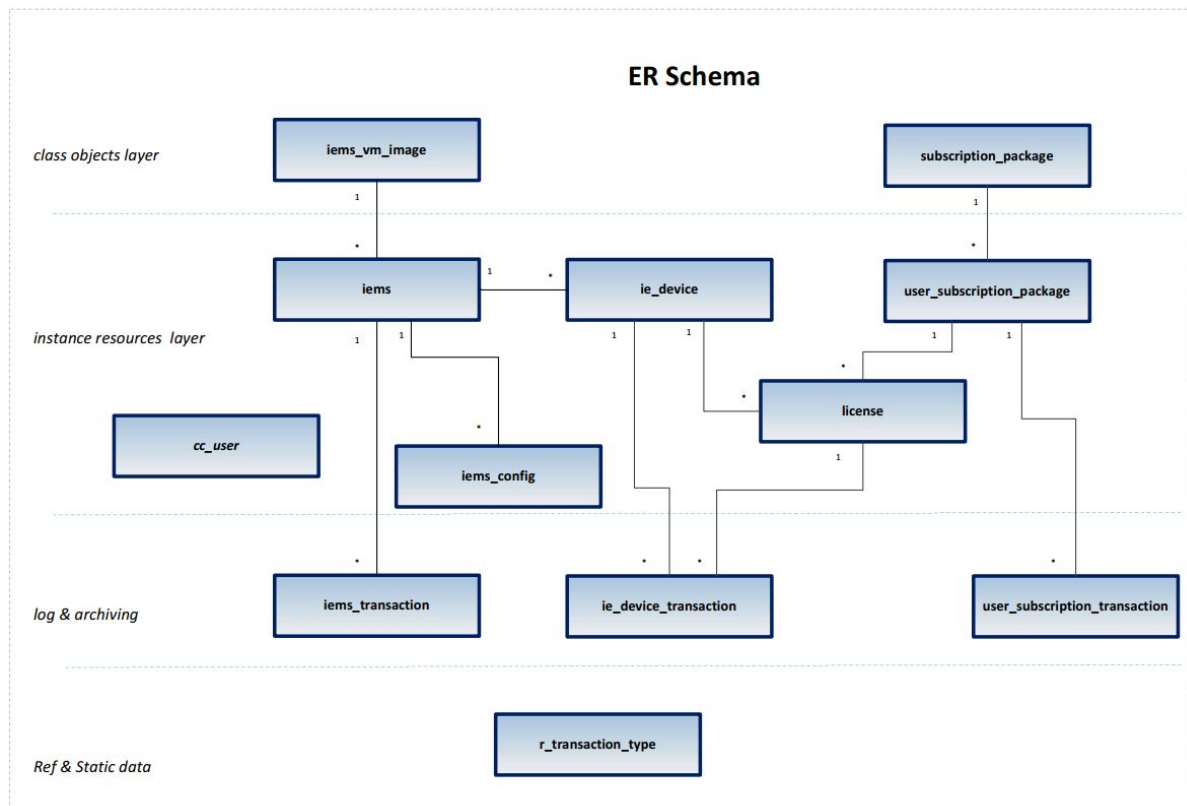 ER Schema
class objects layer
iems_vm_image
subscription_package
1
1
*
*
iems
1
*
ie_device
user_subscription_package
instance resources layer
1
1
1
1
1
1
*
*
license
cc_user
*
iems_config
1
*
*
*
*
log & archiving
iems_transaction
ie_device_transaction
user_subscription_transaction
r_transaction_type
Ref & Static data